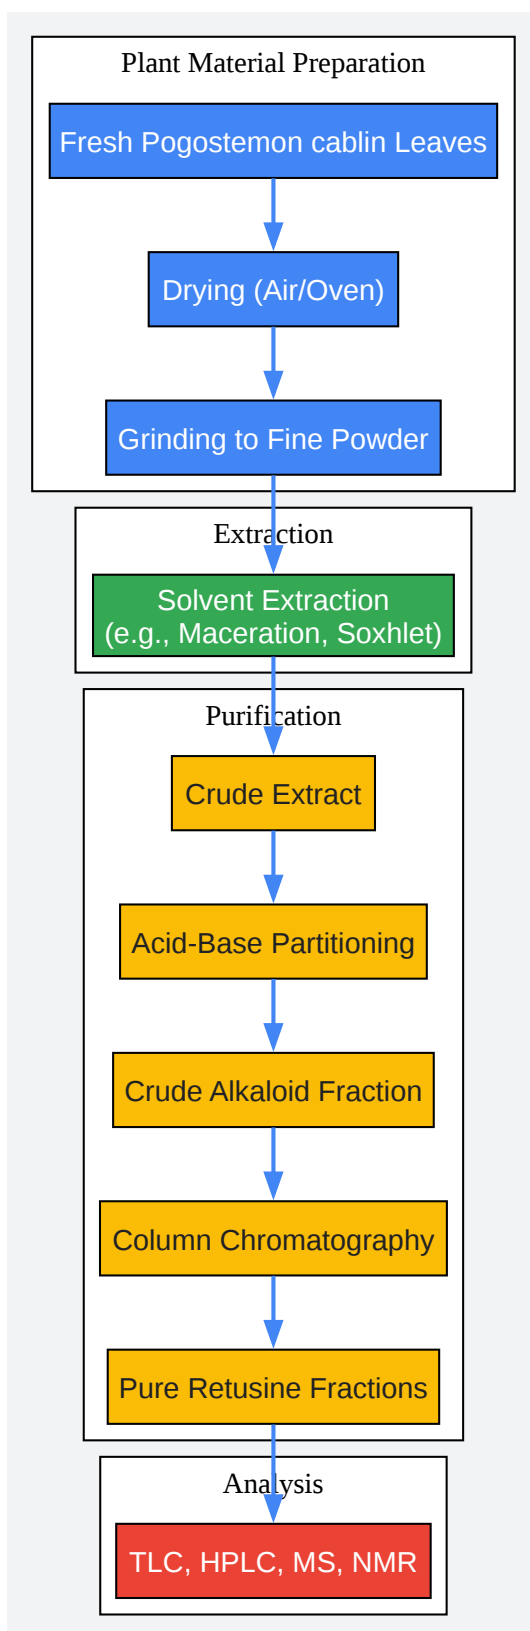 Plant Material Preparation
Fresh Pogostemon cablin Leaves
Drying (Air/Oven)
Grinding to Fine Powder
Extraction
Solvent Extraction
(e.g., Maceration, Soxhlet)
Purification
Crude Extract
Acid-Base Partitioning
Crude Alkaloid Fraction
Column Chromatography
Pure Retusine Fractions
Analysis
TLC, HPLC, MS, NMR